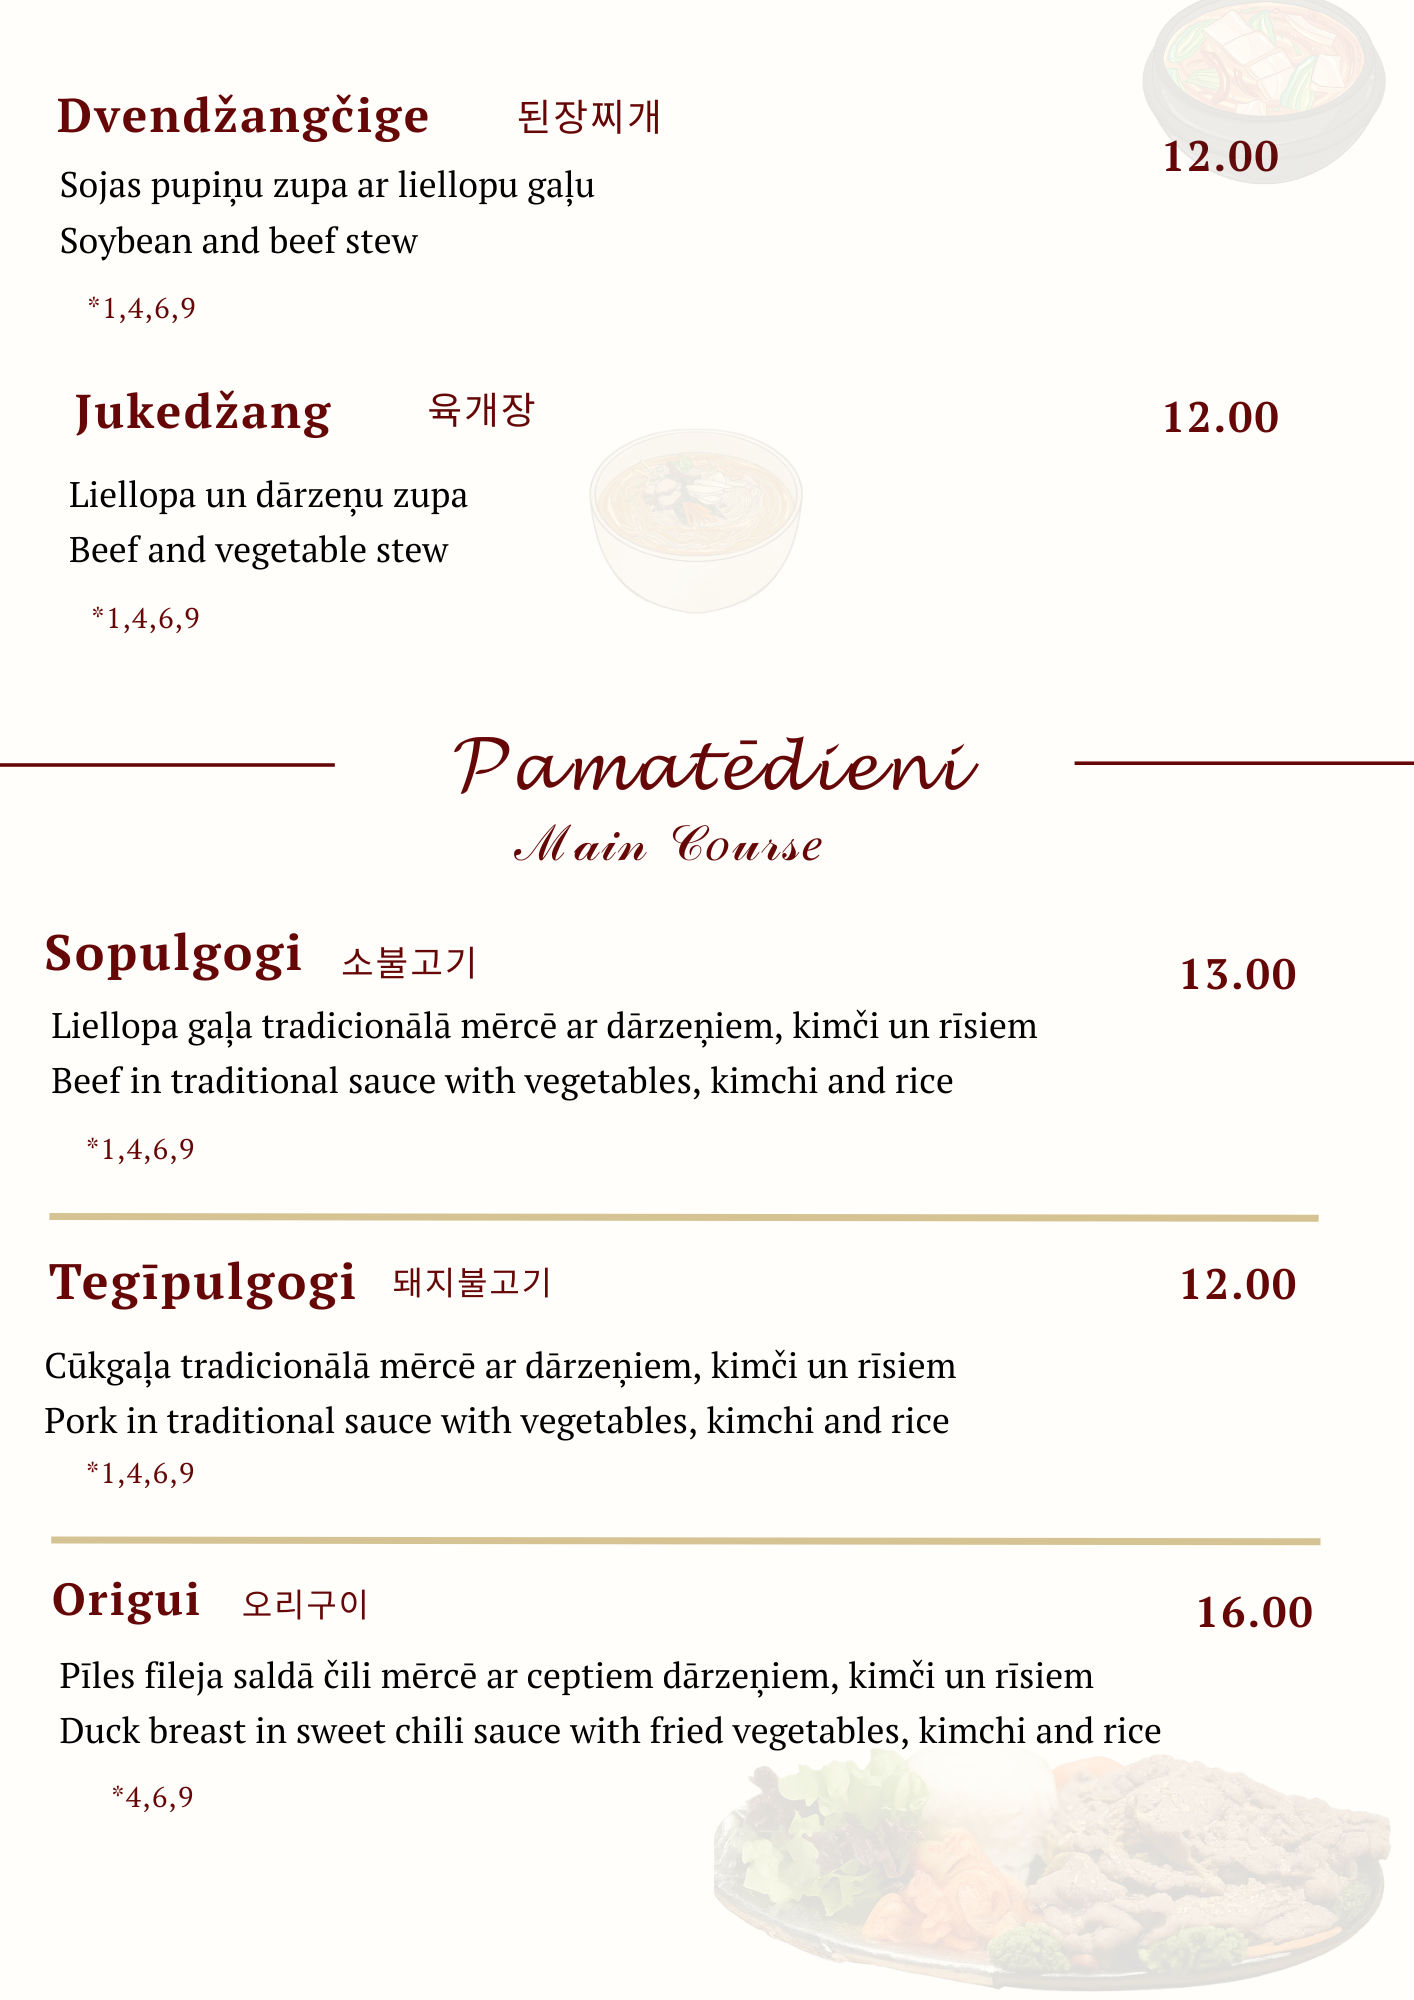 Dvendžangčige 된장찌개
12.00
Sojas pupiņu zupa ar liellopu gaļu
Soybean and beef stew
*1,4,6,9
Jukedžang 육개장 12.00
Liellopa un dārzeņu zupa
Beef and vegetable stew
*1,4,6,9
Pamatēdieni
Main Course
Sopulgogi 소불고기 13.00
Liellopa gaļa tradicionālā mērcē ar dārzeņiem, kimči un rīsiem
Beef in traditional sauce with vegetables, kimchi and rice
*1,4,6,9
Tegīpulgogi 돼지불고기 12.00
Cūkgaļa tradicionālā mērcē ar dārzeņiem, kimči un rīsiem
Pork in traditional sauce with vegetables, kimchi and rice
*1,4,6,9
Origui 오리구이 16.00
Pīles fileja saldā čili mērcē ar ceptiem dārzeņiem, kimči un rīsiem
Duck breast in sweet chili sauce with fried vegetables, kimchi and rice
*4,6,9